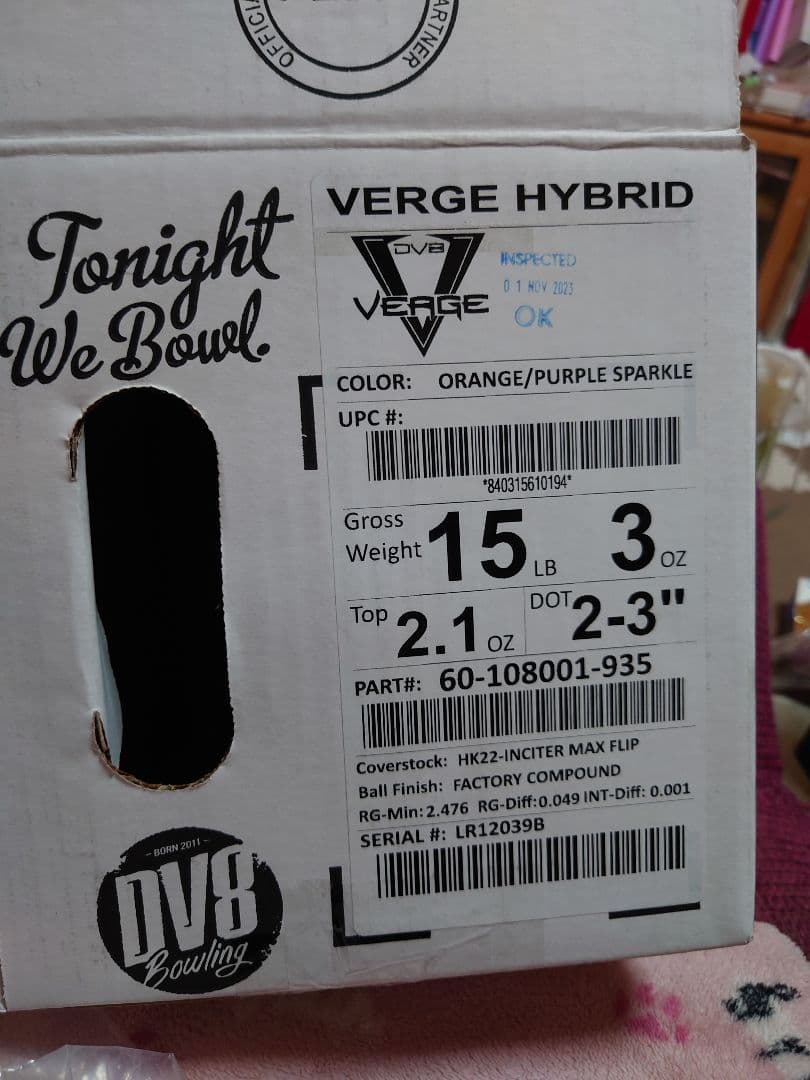 OFFICIA
ARTNER
Tonight
We Bowl.
VERGE HYBRID
DV8
VERGE
INSPECTED
01 NOV 2023
OK
COLOR: ORANGE/PURPLE SPARKLE
UPC #:
*840315610194*
Gross
Weight 15 LB 3 OZ
Top 2.1 OZ DOT 2-3"
PART#: 60-108001-935
Coverstock: HK22-INCITER MAX FLIP
Ball Finish: FACTORY COMPOUND
RG-Min: 2.476 RG-Diff:0.049 INT-Diff: 0.001
SERIAL #: LR12039B
- BORN 2011 -
DV8
Bowling